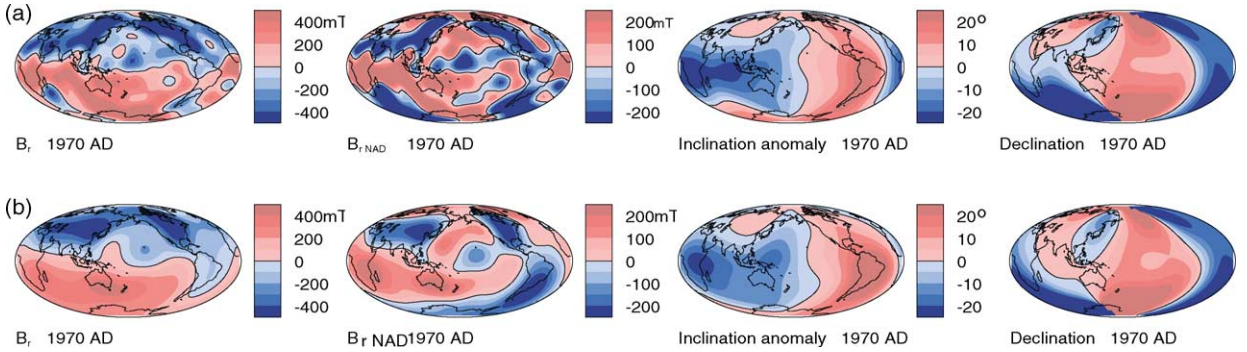 (a) 400mT 200mT 20°
200 100 10
0 0 0
-200 -100 -10
-400 -200 -20
Br 1970 AD Br NAD 1970 AD Inclination anomaly 1970 AD Declination 1970 AD
(b) 400mT 200mT 20°
200 100 10
0 0 0
-200 -100 -10
-400 -200 -20
Br 1970 AD Br NAD 1970 AD Inclination anomaly 1970 AD Declination 1970 AD